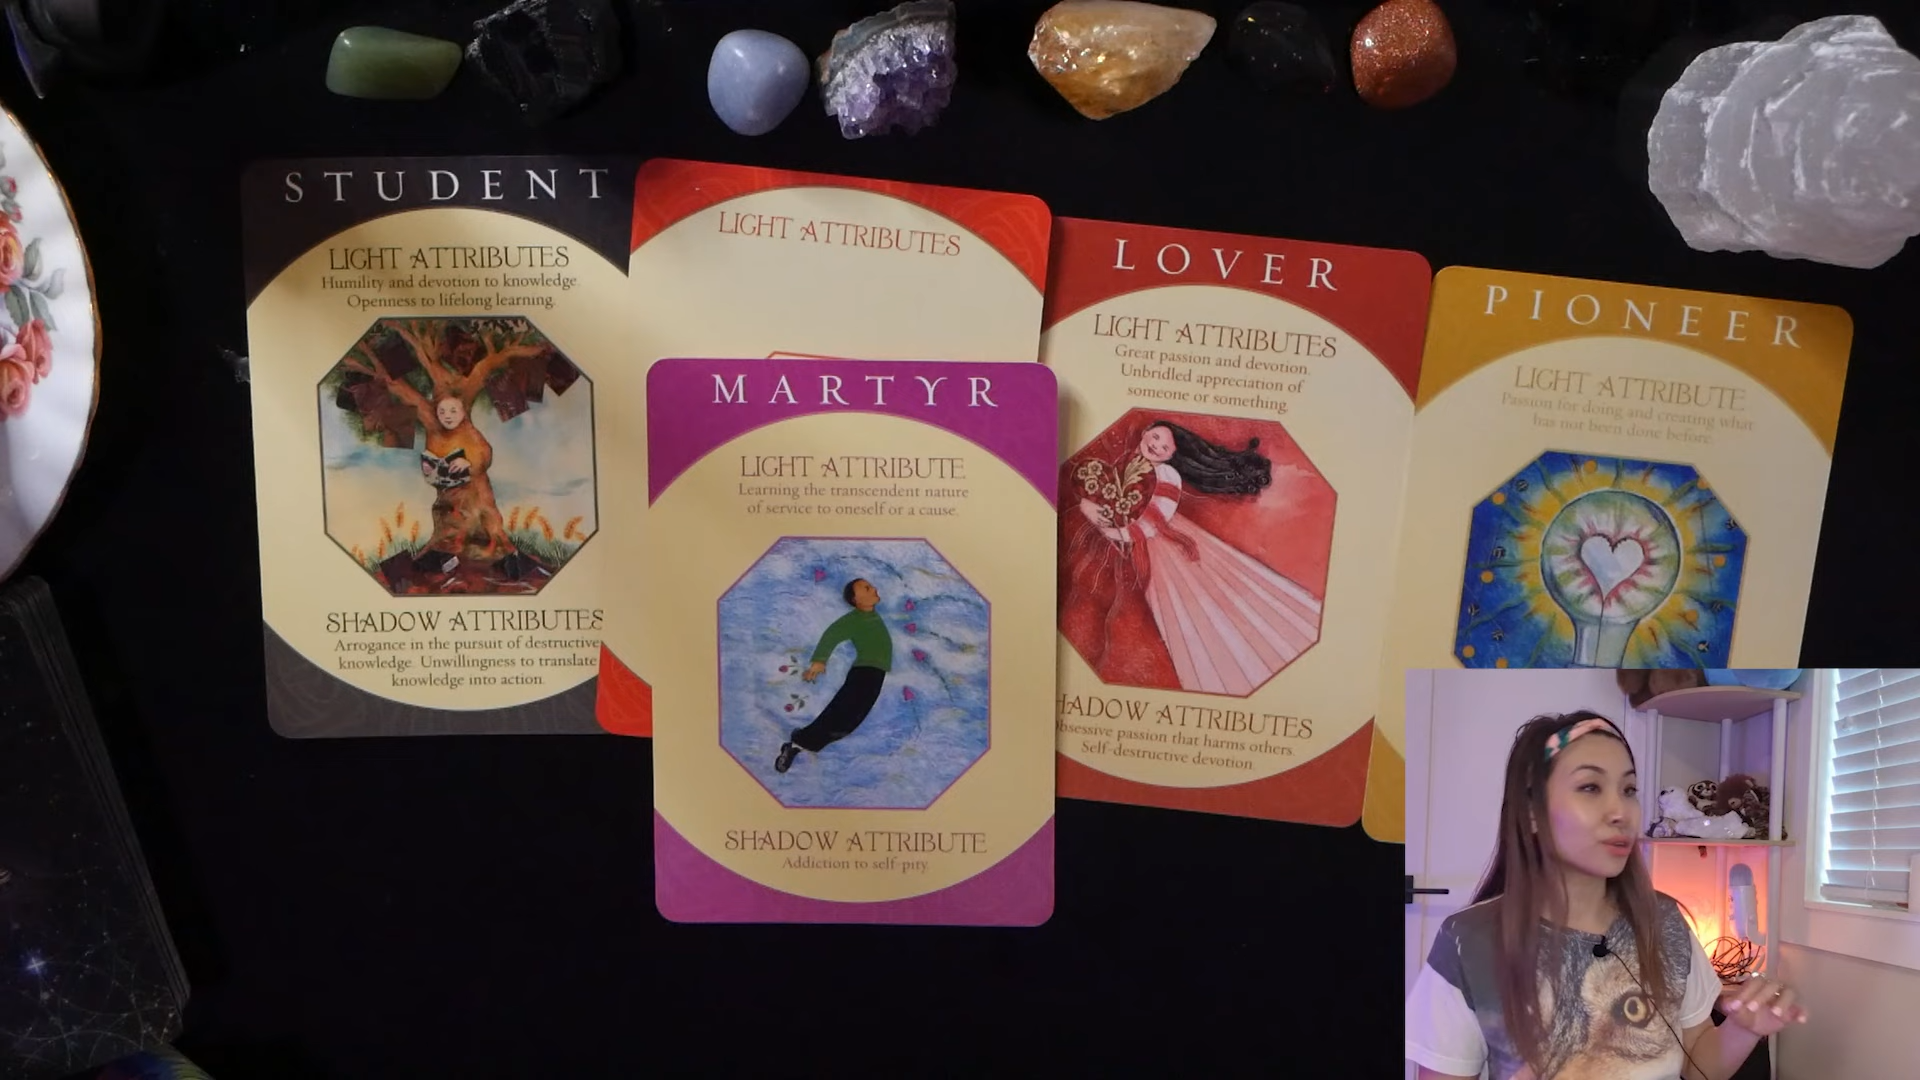 STUDENT
LIGHT ATTRIBUTES
Humility and devotion to knowledge.
Openness to lifelong learning.
SHADOW ATTRIBUTES
Arrogance in the pursuit of destructive
knowledge. Unwillingness to translate
knowledge into action.
LIGHT ATTRIBUTES
MARTYR
LIGHT ATTRIBUTE
Learning the transcendent nature
of service to oneself or a cause.
SHADOW ATTRIBUTE
Addiction to self-pity.
LOVER
LIGHT ATTRIBUTES
Great passion and devotion.
Unbridled appreciation of
someone or something.
HADOW ATTRIBUTES
bsessive passion that harms others.
Self-destructive devotion.
PIONEER
LIGHT ATTRIBUTE
Passion for doing and creating what
has not been done before.